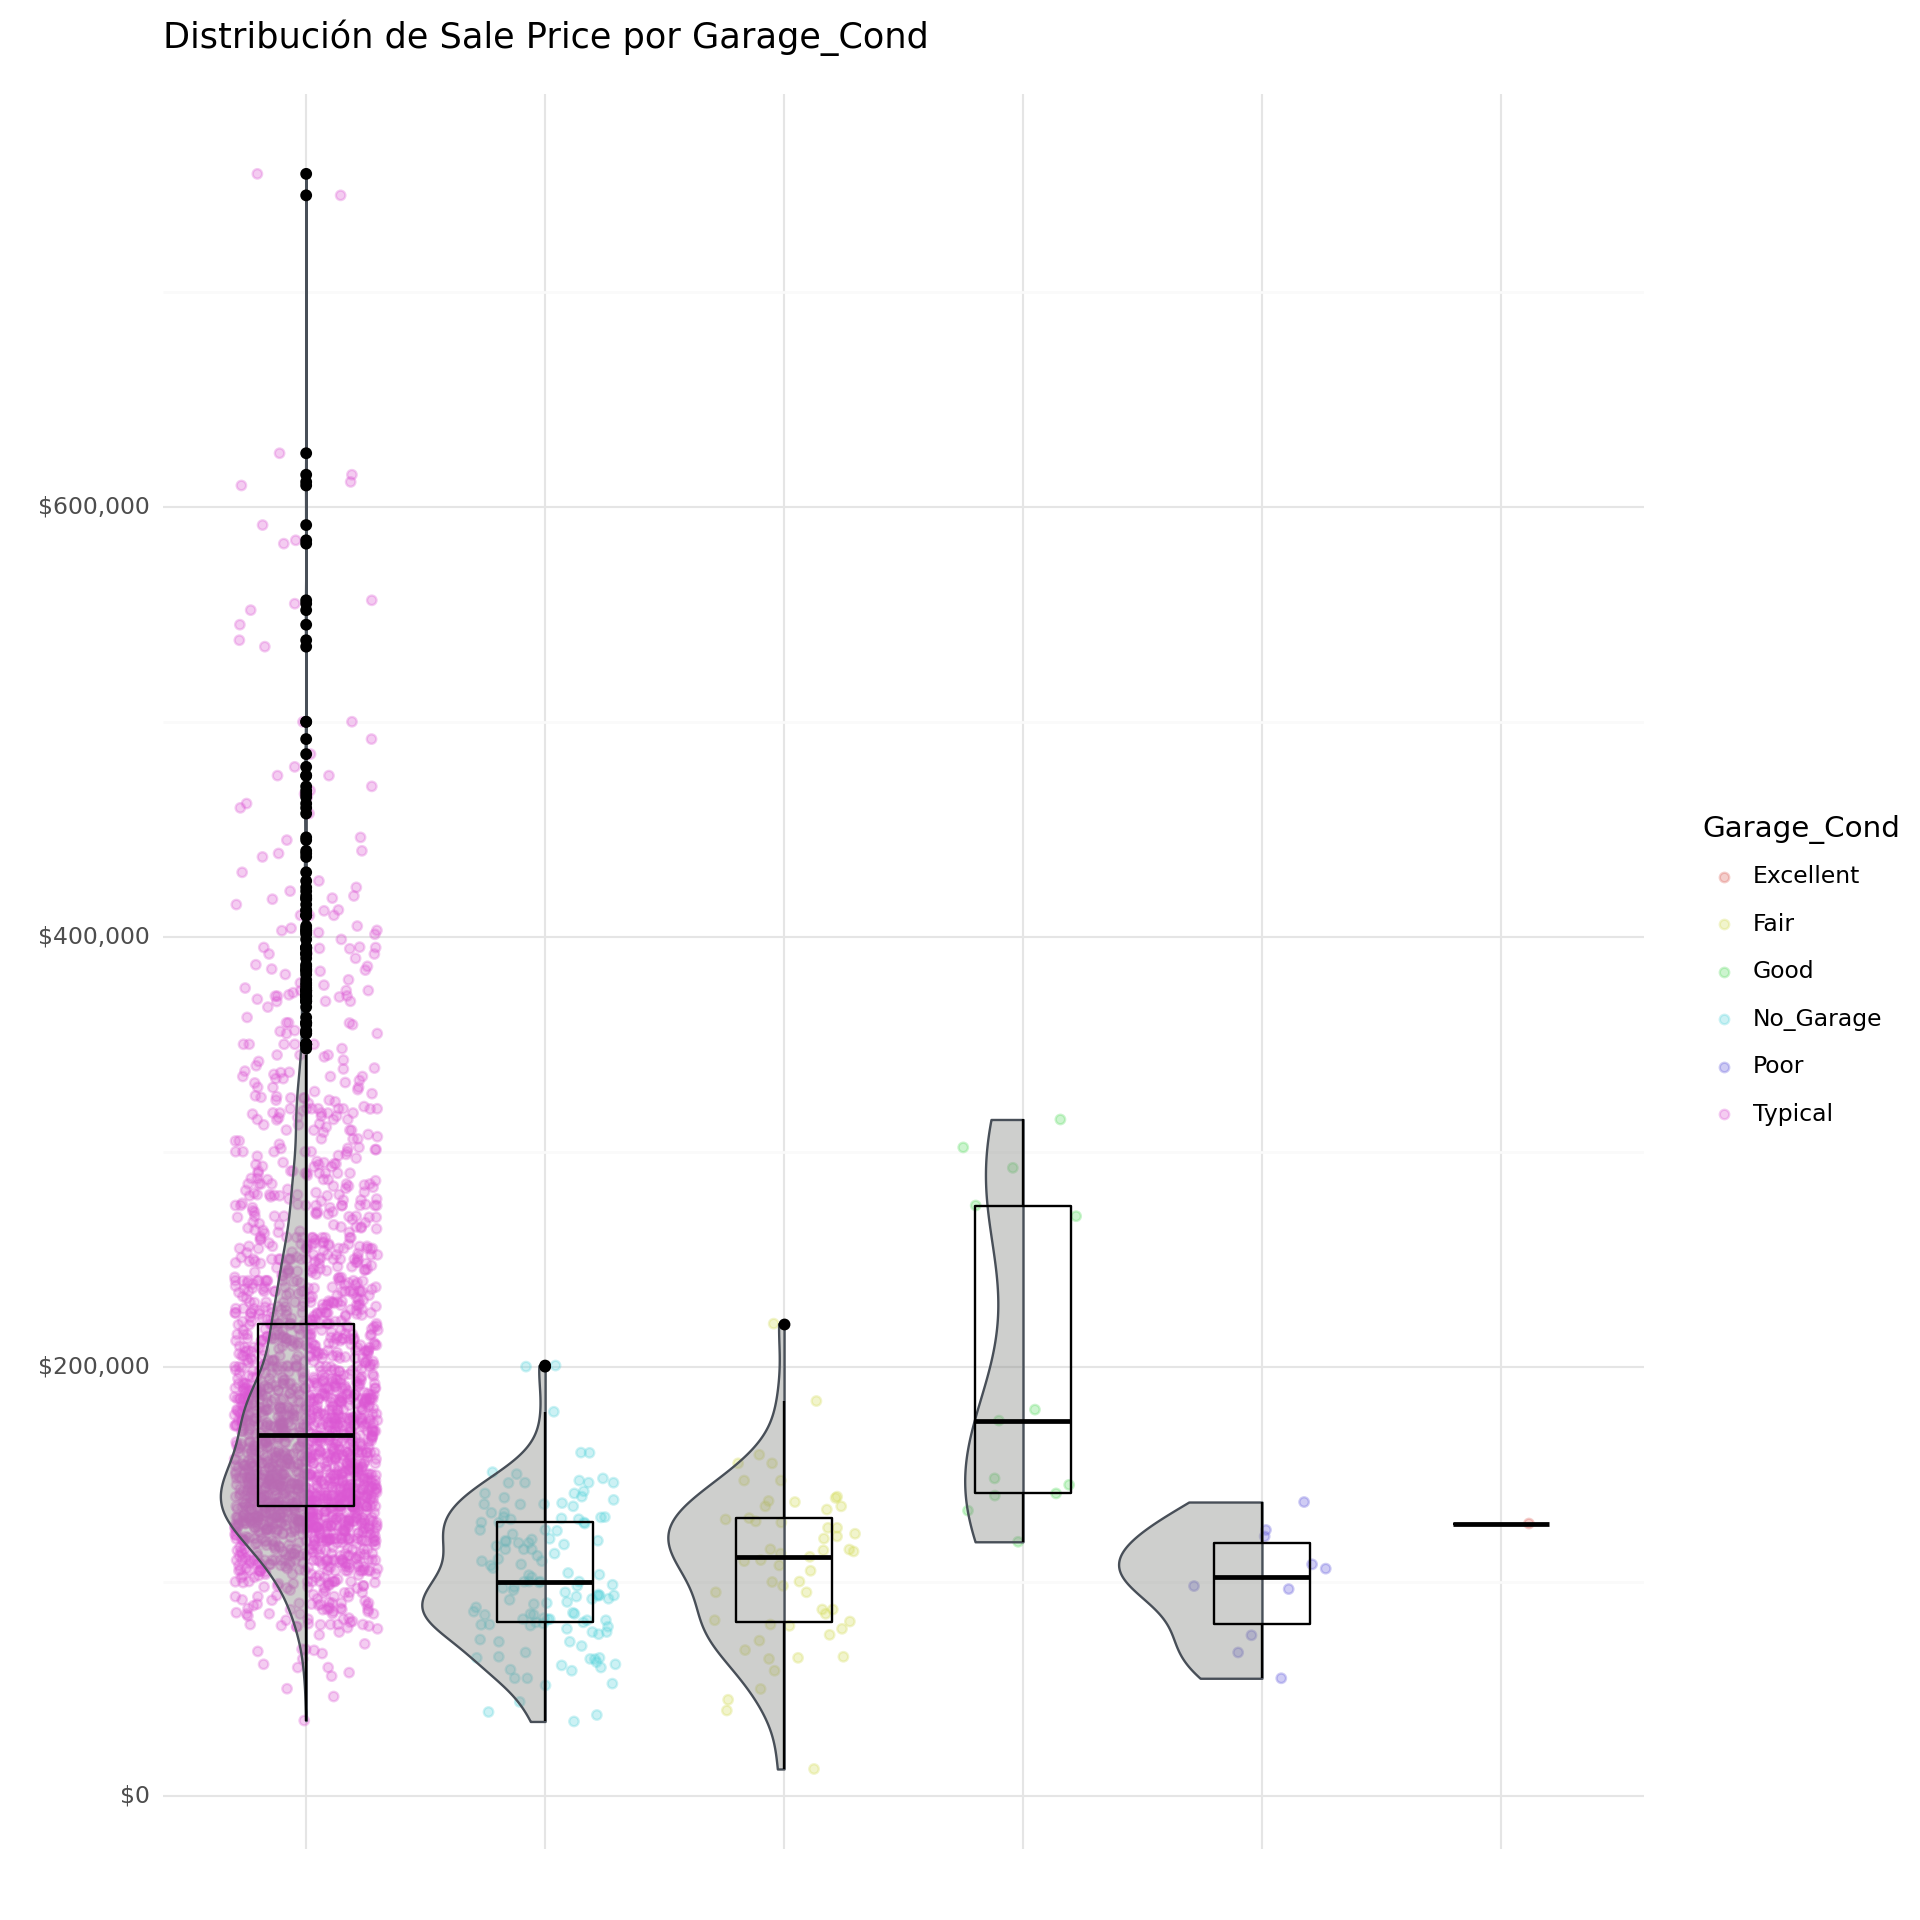 Distribución de Sale Price por Garage_Cond
$600,000
$400,000
$200,000
$0
Garage_Cond
Excellent
Fair
Good
No_Garage
Poor
Typical